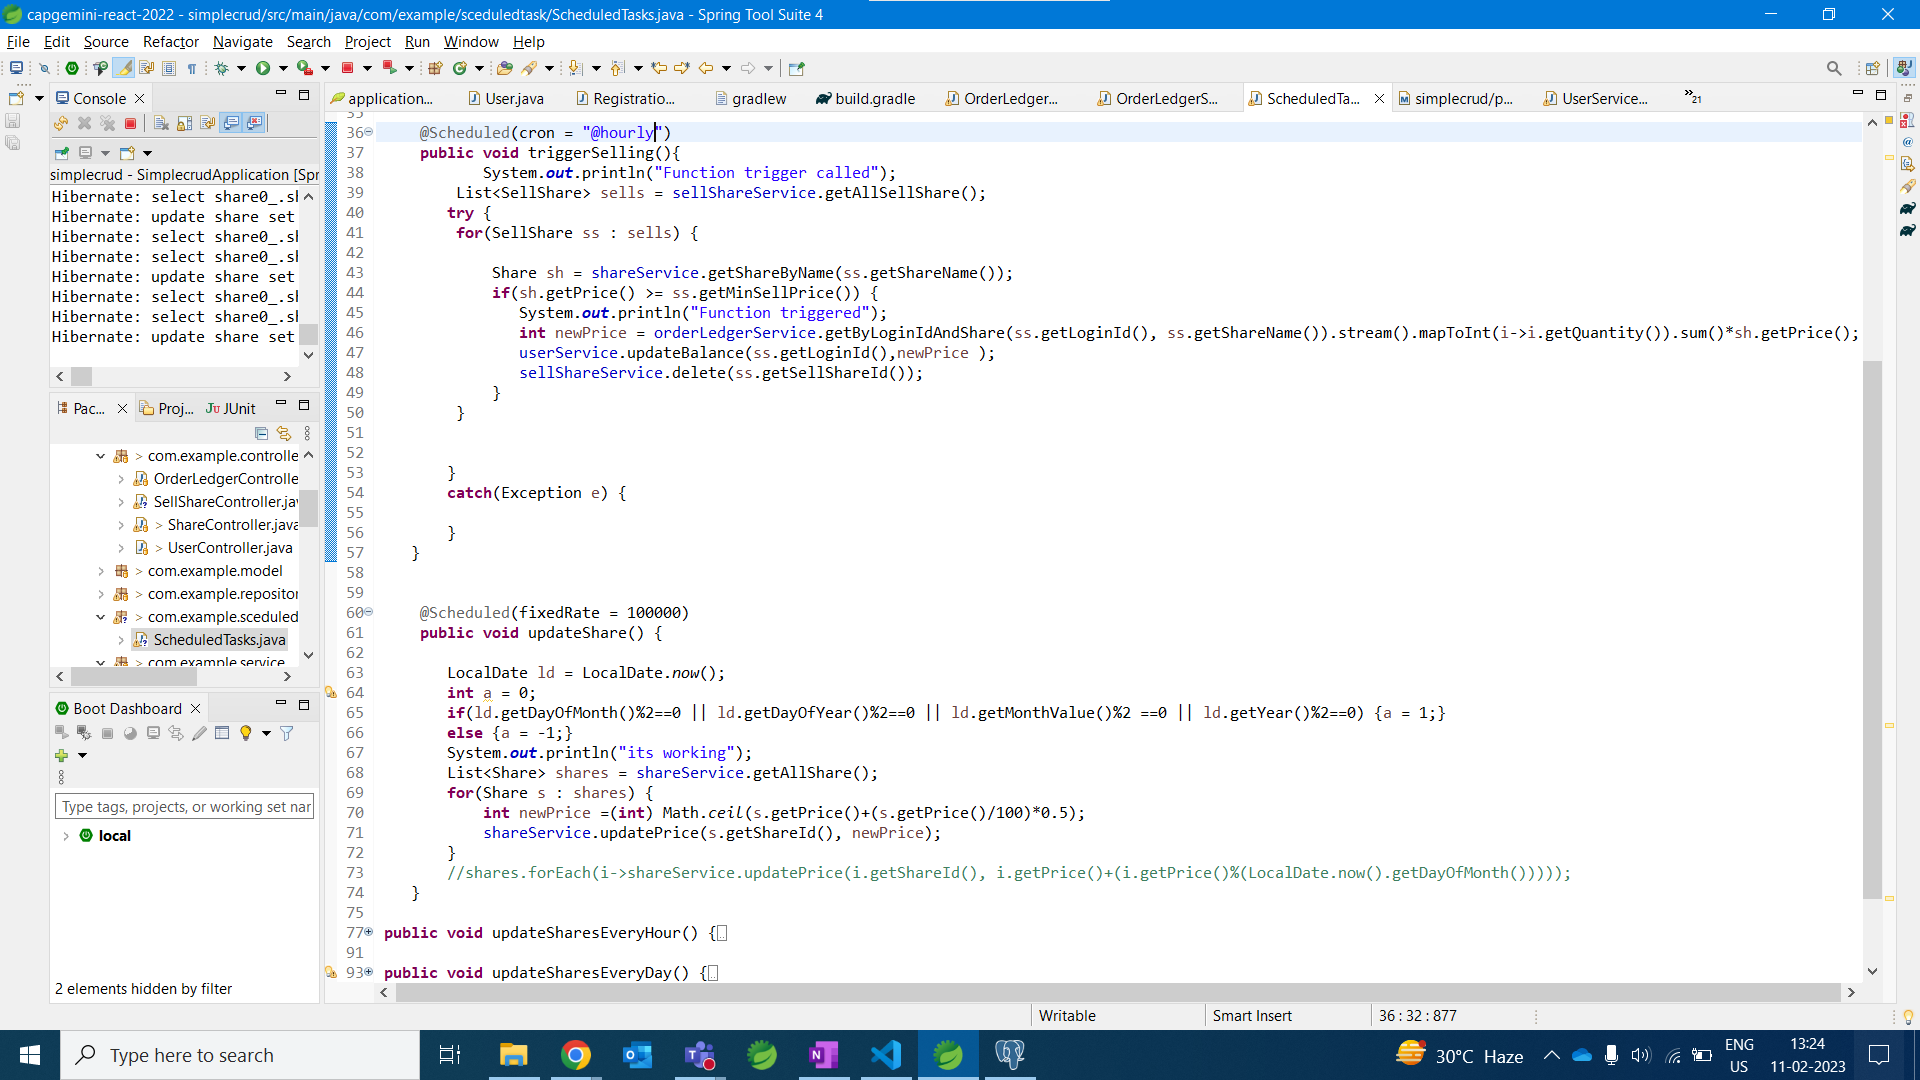 capgemini-react-2022 - simplecrud/src/main/java/com/example/sceduledtask/ScheduledTasks.java - Spring Tool Suite 4
File Edit Source Refactor Navigate Search Project Run Window Help
Console
simplecrud - SimplecrudApplication [Spr
Hibernate: select share0_.sh
Hibernate: update share set
Hibernate: select share0_.sh
Hibernate: select share0_.sh
Hibernate: update share set
Hibernate: select share0_.sh
Hibernate: select share0_.sh
Hibernate: update share set
Pac... Proj... JUnit
> com.example.controlle
OrderLedgerControlle
SellShareController.jav
> ShareController.java
> UserController.java
> com.example.model
> com.example.repositor
> com.example.sceduled
ScheduledTasks.java
> com.example.service
Boot Dashboard
Type tags, projects, or working set nar
local
2 elements hidden by filter
application... User.java Registratio... gradlew build.gradle OrderLedger... OrderLedgerS... ScheduledTa... simplecrud/p... UserService... »21
35
36 @Scheduled(cron = "@hourly")
37 public void triggerSelling(){
38 System.out.println("Function trigger called");
39 List<SellShare> sells = sellShareService.getAllSellShare();
40 try {
41 for(SellShare ss : sells) {
42
43 Share sh = shareService.getShareByName(ss.getShareName());
44 if(sh.getPrice() >= ss.getMinSellPrice()) {
45 System.out.println("Function triggered");
46 int newPrice = orderLedgerService.getByLoginIdAndShare(ss.getLoginId(), ss.getShareName()).stream().mapToInt(i->i.getQuantity()).sum()*sh.getPrice();
47 userService.updateBalance(ss.getLoginId(),newPrice );
48 sellShareService.delete(ss.getSellShareId());
49 }
50 }
51
52
53 }
54 catch(Exception e) {
55
56 }
57 }
58
59
60 @Scheduled(fixedRate = 100000)
61 public void updateShare() {
62
63 LocalDate ld = LocalDate.now();
64 int a = 0;
65 if(ld.getDayOfMonth()%2==0 || ld.getDayOfYear()%2==0 || ld.getMonthValue()%2 ==0 || ld.getYear()%2==0) {a = 1;}
66 else {a = -1;}
67 System.out.println("its working");
68 List<Share> shares = shareService.getAllShare();
69 for(Share s : shares) {
70 int newPrice =(int) Math.ceil(s.getPrice()+(s.getPrice()/100)*0.5);
71 shareService.updatePrice(s.getShareId(), newPrice);
72 }
73 //shares.forEach(i->shareService.updatePrice(i.getShareId(), i.getPrice()+(i.getPrice()%(LocalDate.now().getDayOfMonth()))));
74 }
75
77 public void updateSharesEveryHour() {
91
93 public void updateSharesEveryDay() {
Writable Smart Insert 36 : 32 : 877
Type here to search
30°C Haze
ENG
US
13:24
11-02-2023